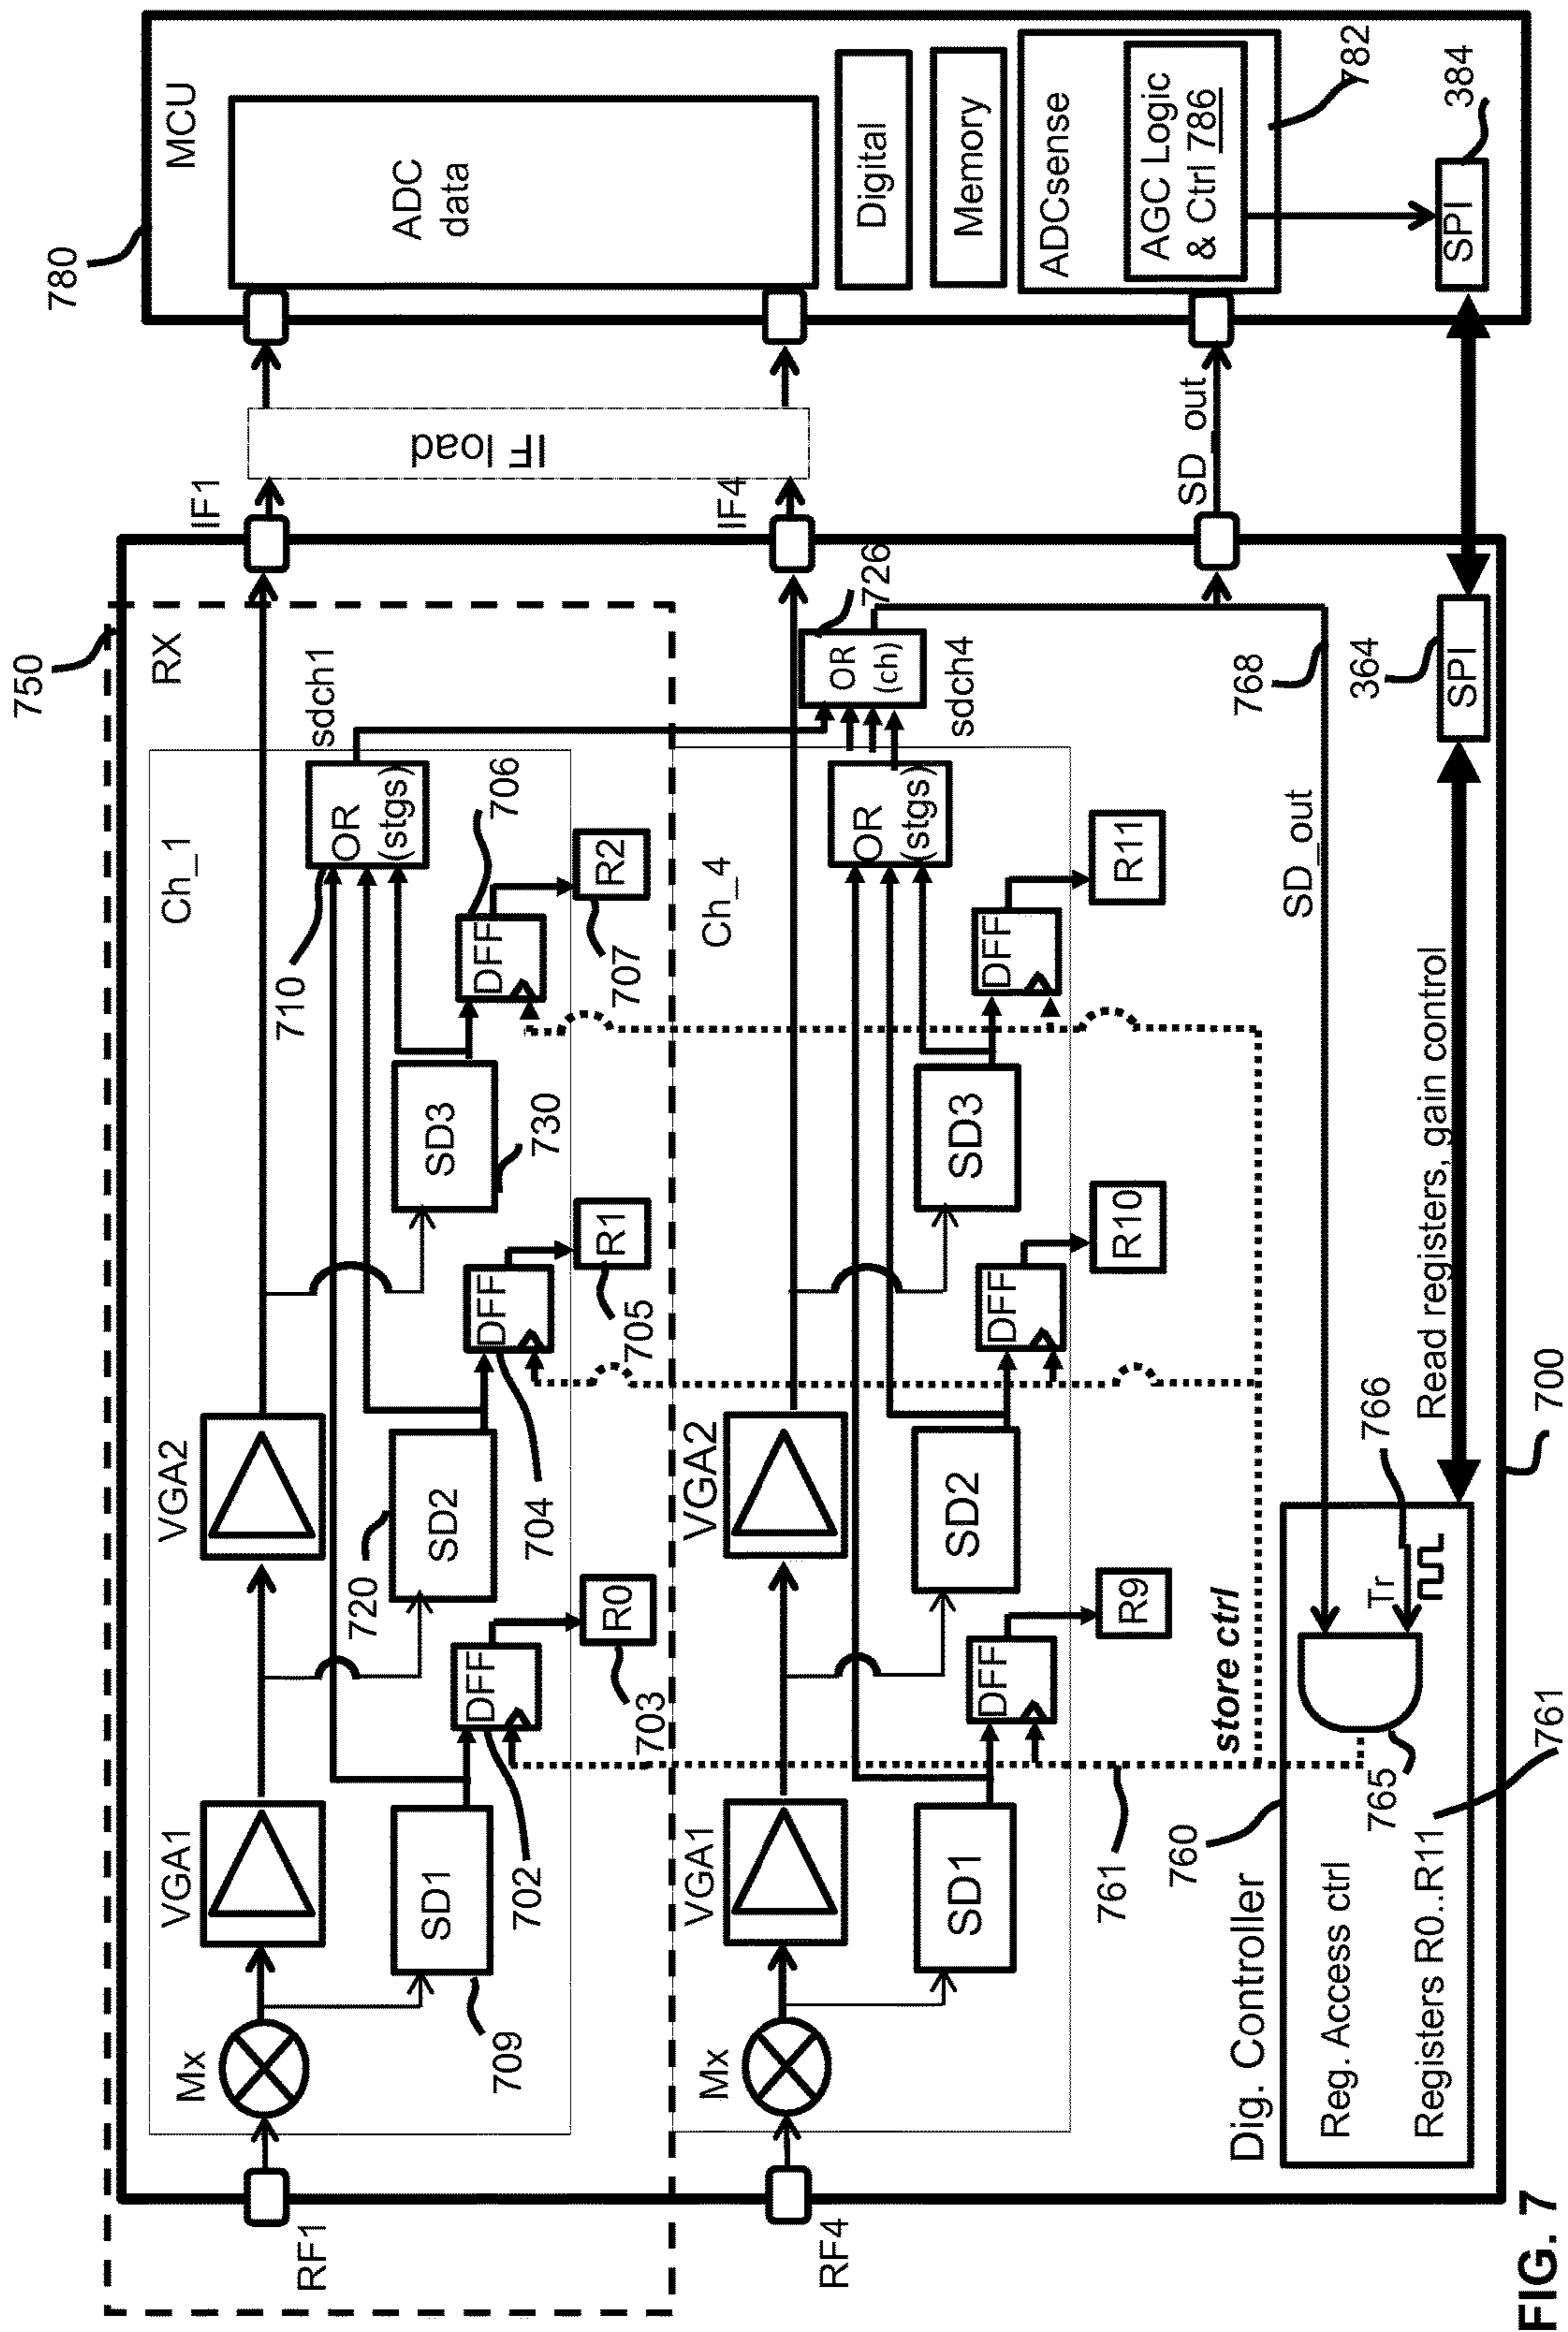 750
RX
Ch_1
RF1
Mx
VGA1
VGA2
IF1
SD1
709
DFF
702
R0
703
SD2
720
DFF
704
R1
705
SD3
730
DFF
706
R2
707
OR
(stgs)
710
sdch1
Ch_4
RF4
Mx
VGA1
VGA2
IF4
SD1
DFF
R9
SD2
DFF
R10
SD3
DFF
R11
OR
(stgs)
sdch4
OR
(ch)
726
IF load
SD_out
768
SD_out
store ctrl
761
Dig. Controller
760
Reg. Access ctrl
Registers R0..R11
761
765
Tr
766
Read registers, gain control
SPI
364
700
780
MCU
ADC
data
Digital
Memory
ADCsense
AGC Logic
& Ctrl 786
782
SPI
384
FIG. 7